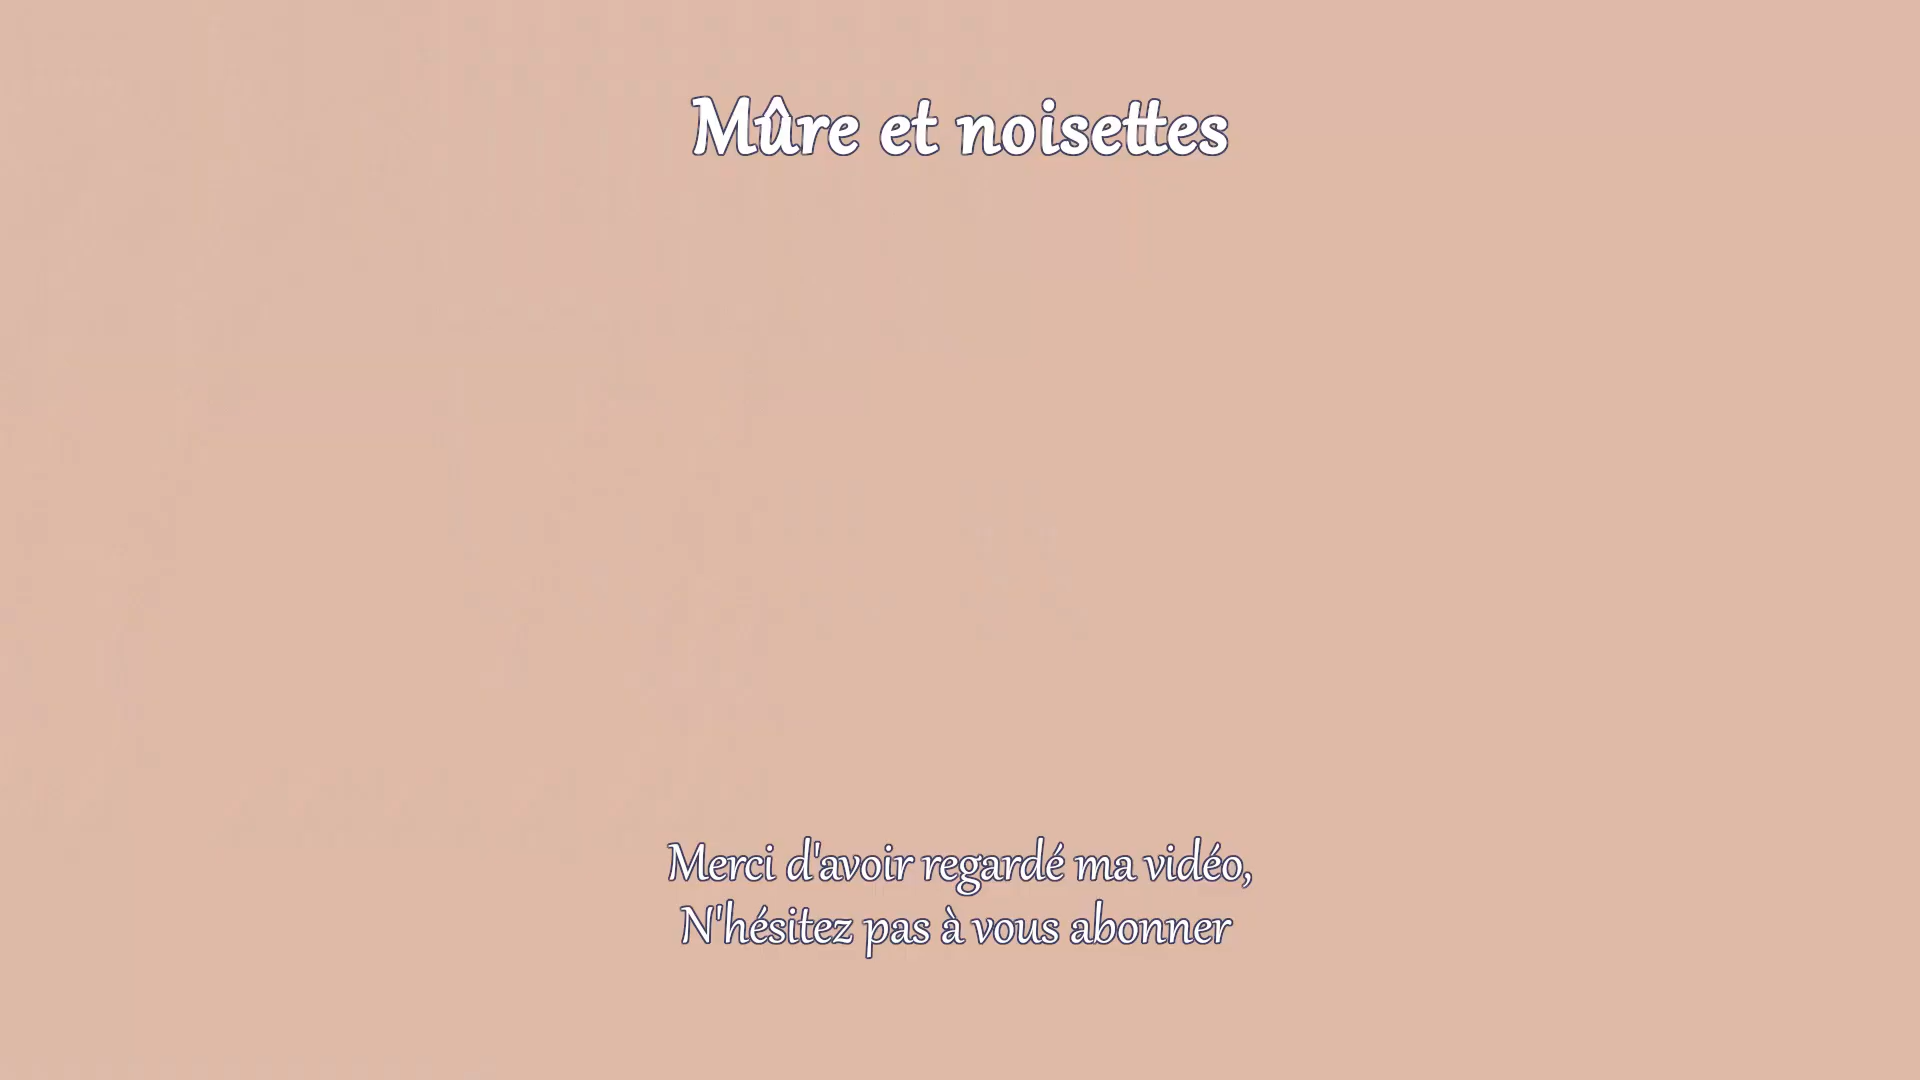 Mûre et noisettes
Merci d'avoir regardé ma vidéo,
N'hésitez pas à vous abonner